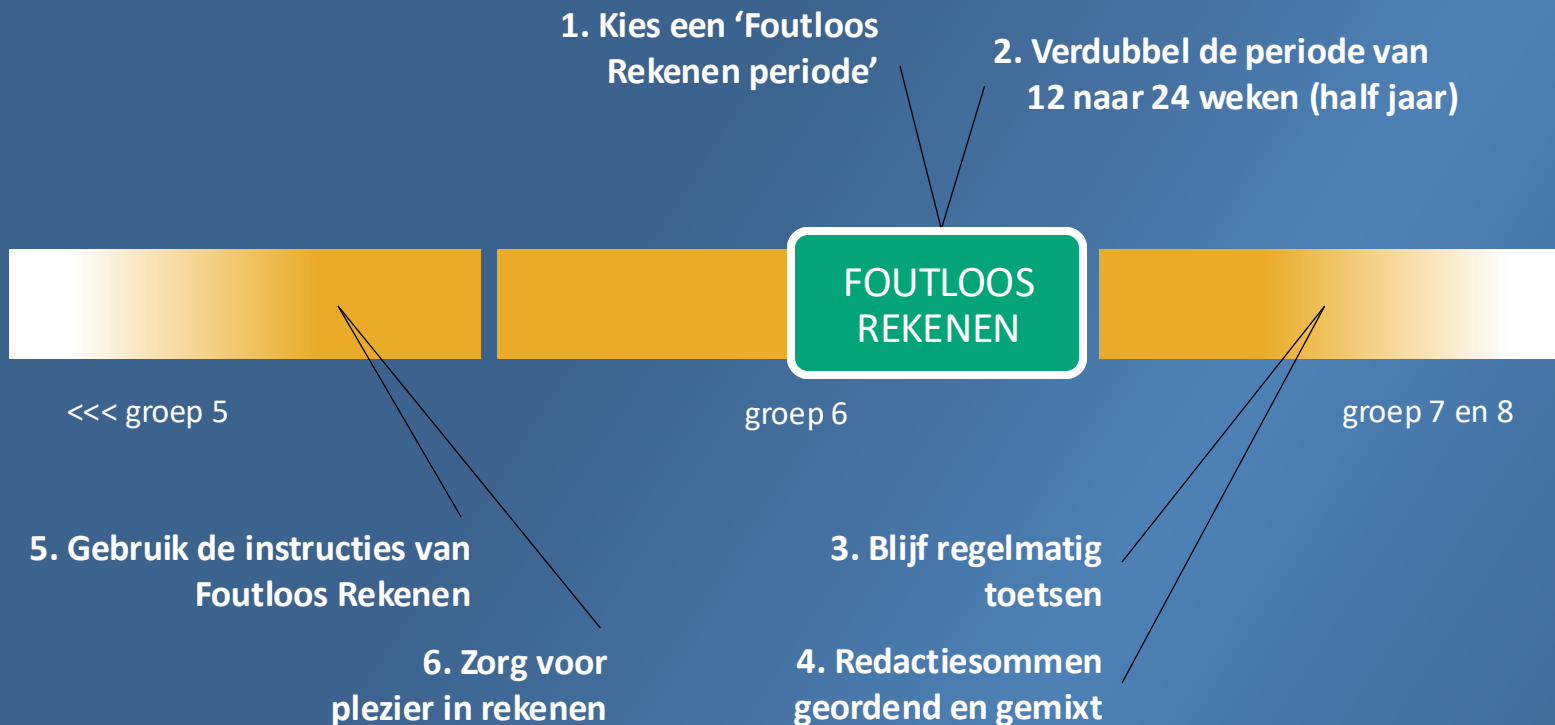 1. Kies een ‘Foutloos
Rekenen periode’
2. Verdubbel de periode van
12 naar 24 weken (half jaar)
FOUTLOOS
REKENEN
<<< groep 5
groep 6
groep 7 en 8
5. Gebruik de instructies van
Foutloos Rekenen
3. Blijf regelmatig
toetsen
6. Zorg voor
plezier in rekenen
4. Redactiesommen
geordend en gemixt